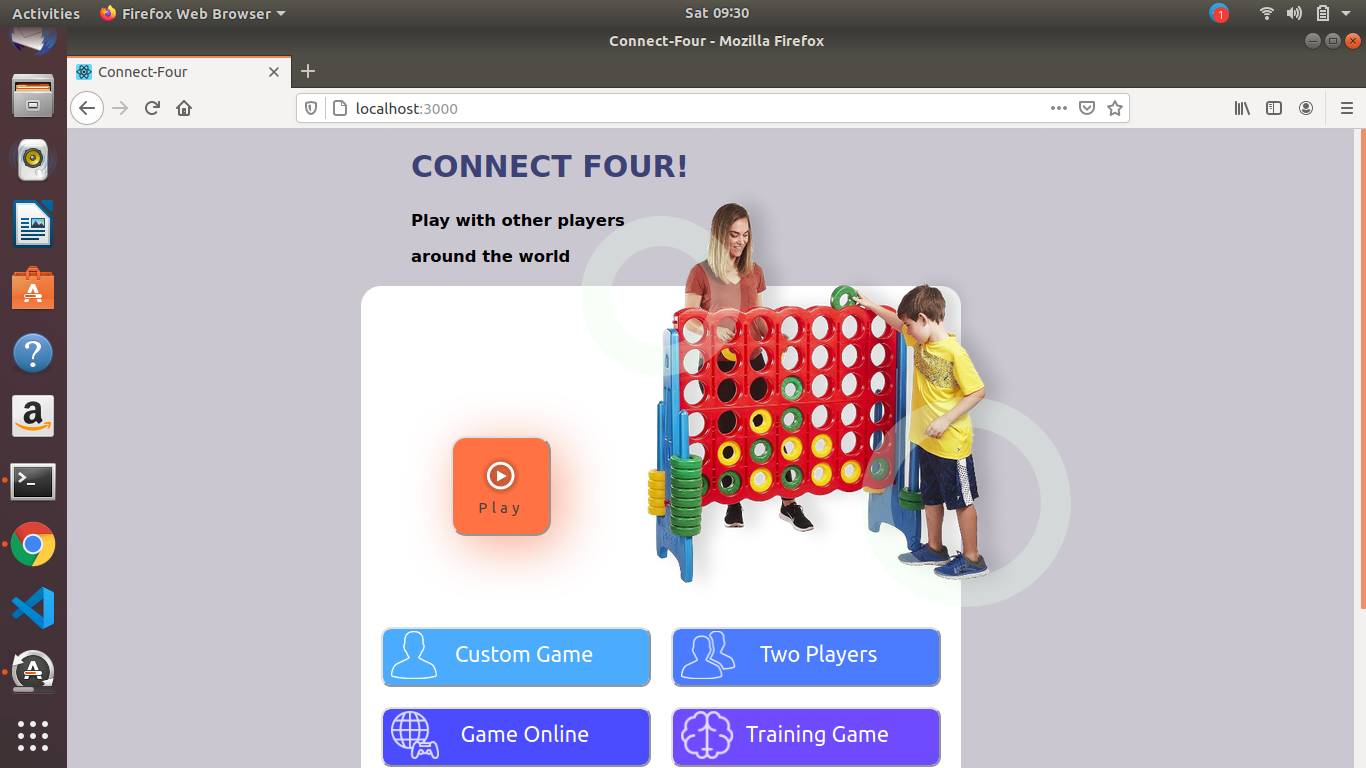 Activities
Firefox Web Browser
Sat 09:30
1
Connect-Four - Mozilla Firefox
Connect-Four
localhost:3000
CONNECT FOUR!
Play with other players
around the world
Play
Custom Game
Two Players
Game Online
Training Game